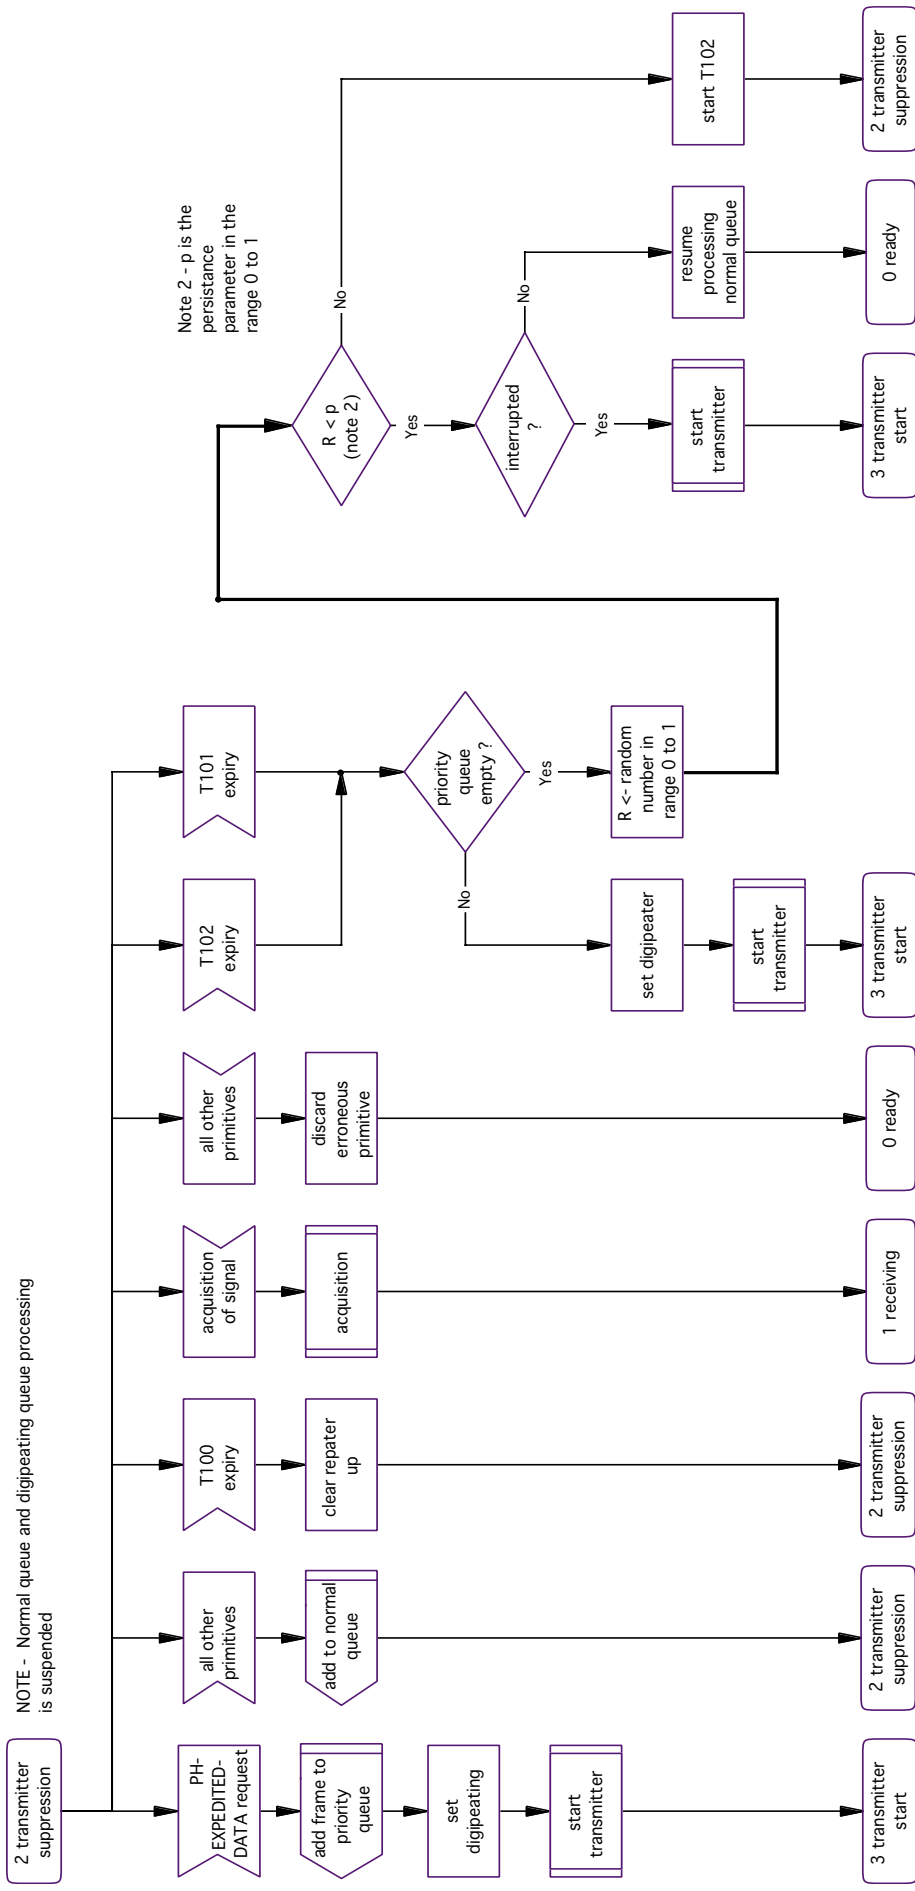 2 transmitter
suppression
NOTE - Normal queue and digipeating queue processing
is suspended
PH-
EXPEDITED-
DATA request
add frame to
priority
queue
set
digipeating
start
transmitter
3 transmitter
start
all other
primitives
add to normal
queue
2 transmitter
suppression
T100
expiry
clear repater
up
2 transmitter
suppression
acquisition
of signal
acquisition
1 receiving
all other
primitives
discard
erroneous
primitive
0 ready
T102
expiry
T101
expiry
priority
queue
empty ?
No
Yes
set digipeater
start
transmitter
3 transmitter
start
R <- random
number in
range 0 to 1
Note 2 - p is the
persistance
parameter in the
range 0 to 1
R < p
(note 2)
No
Yes
interrupted
?
No
Yes
start
transmitter
3 transmitter
start
resume
processing
normal queue
0 ready
start T102
2 transmitter
suppression